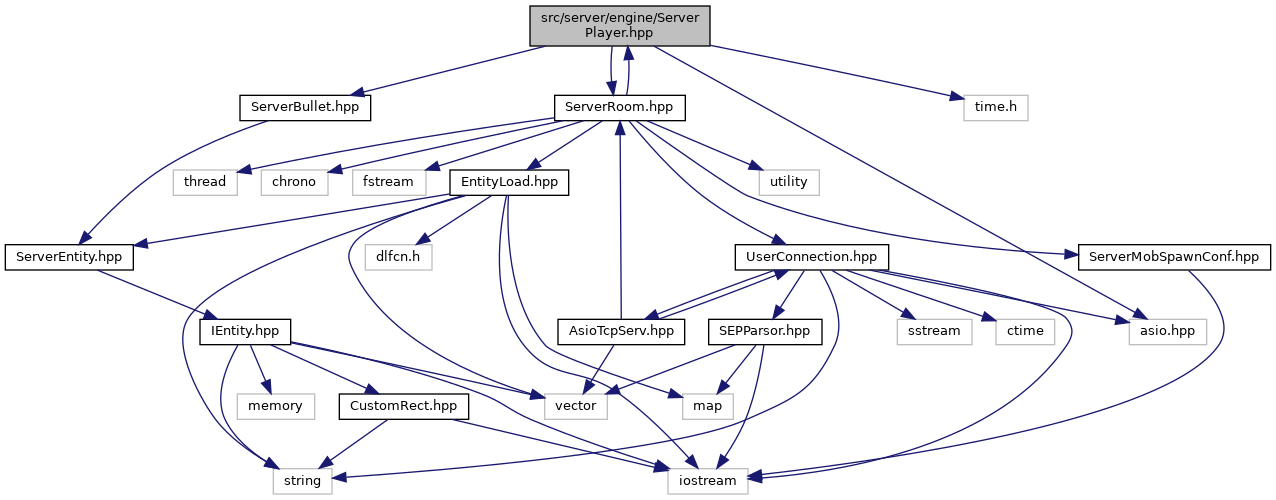 src/server/engine/Server
Player.hpp
ServerBullet.hpp
ServerRoom.hpp
time.h
thread
chrono
fstream
EntityLoad.hpp
utility
ServerEntity.hpp
dlfcn.h
UserConnection.hpp
ServerMobSpawnConf.hpp
IEntity.hpp
AsioTcpServ.hpp
SEPParsor.hpp
sstream
ctime
asio.hpp
memory
CustomRect.hpp
vector
map
string
iostream